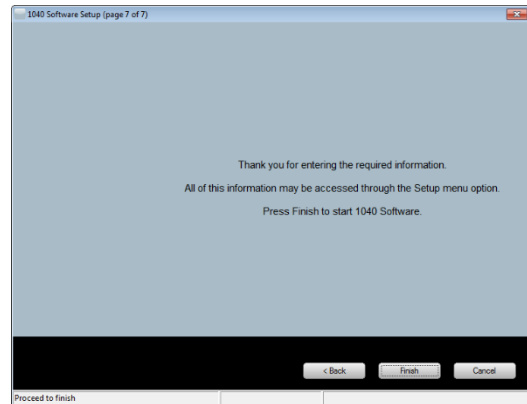 1040 Software Setup (page 7 of 7)
Thank you for entering the required information.
All of this information may be accessed through the Setup menu option.
Press Finish to start 1040 Software.
< Back Finish Cancel
Proceed to finish